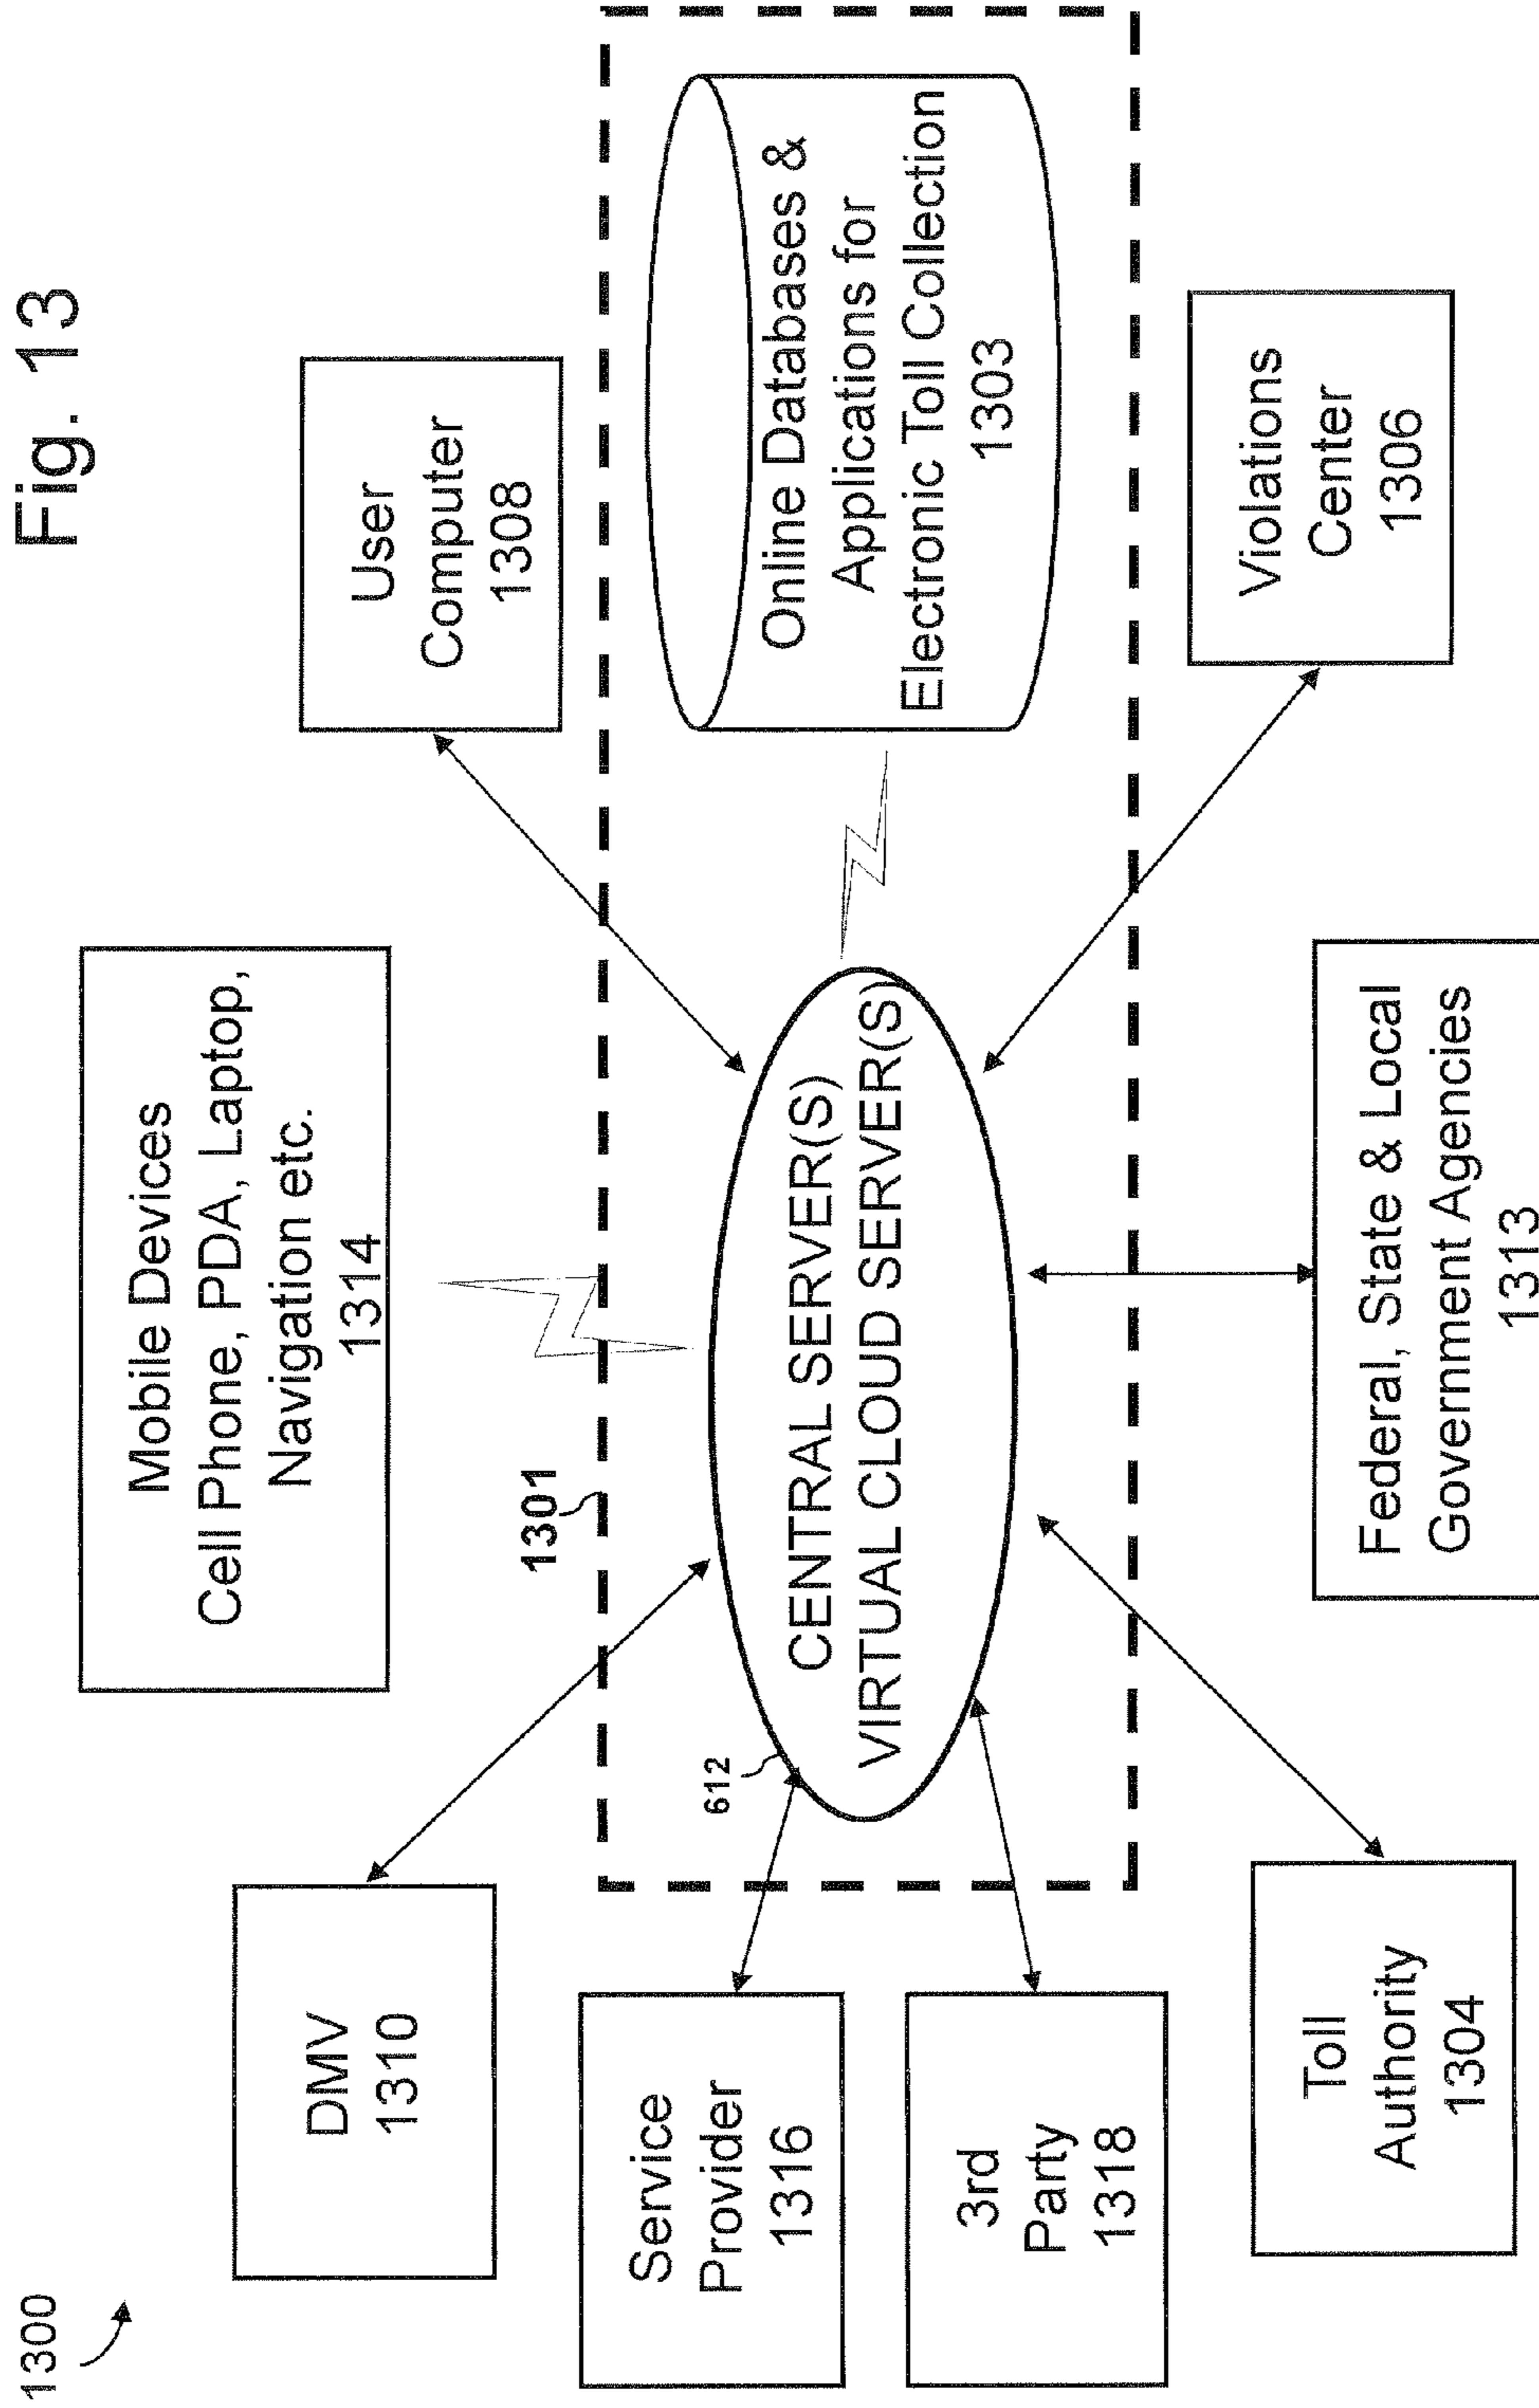 1300
Fig. 13
Mobile Devices
Cell Phone, PDA, Laptop,
Navigation etc.
1314
DMV
1310
User
Computer
1308
1301
612
Service
Provider
1316
CENTRAL SERVER(S)
VIRTUAL CLOUD SERVER(S)
Online Databases &
Applications for
Electronic Toll Collection
1303
3rd
Party
1318
Toll
Authority
1304
Federal, State & Local
Government Agencies
1313
Violations
Center
1306